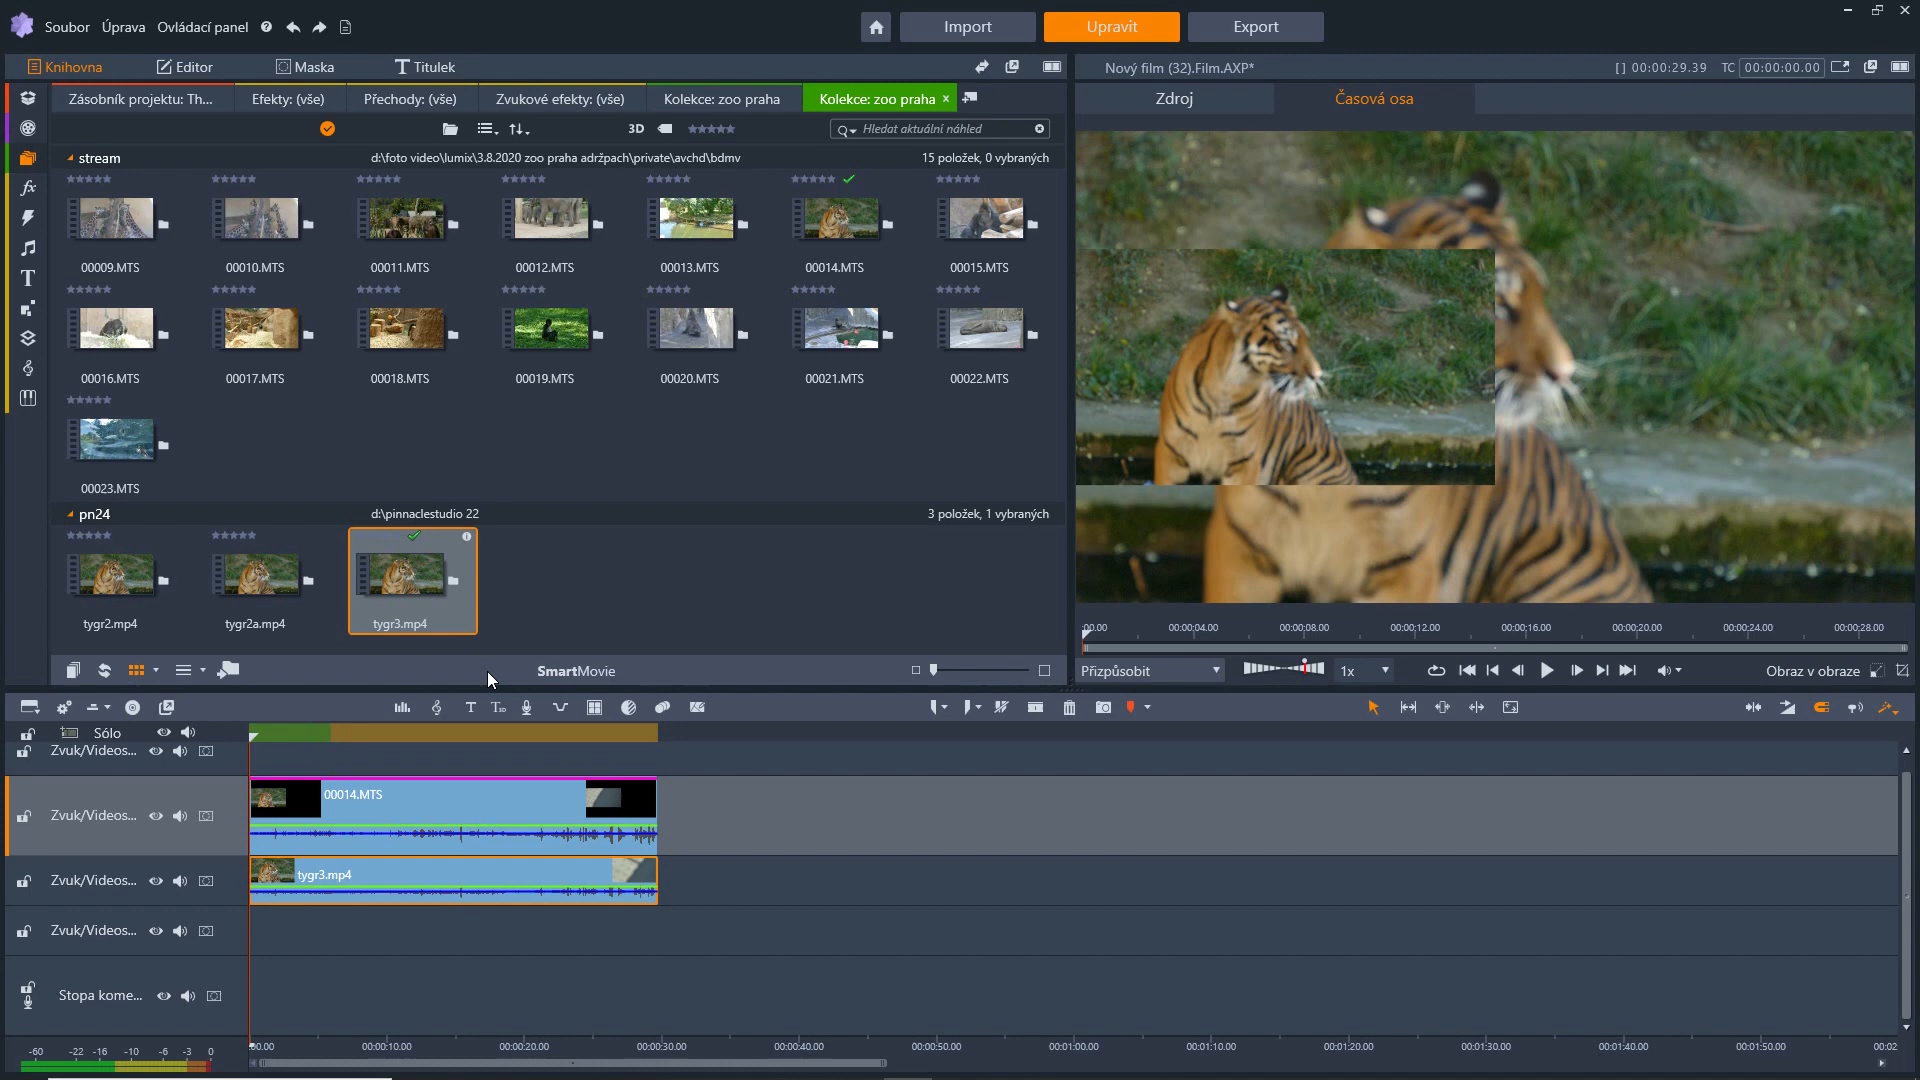 Soubor Úprava Ovládací panel
Import Upravit Export
Knihovna Editor Maska Titulek
Nový film (32).Film.AXP* [ ] 00:00:29.39 TC 00:00:00.00
Zásobník projektu: Th... Efekty: (vše) Přechody: (vše) Zvukové efekty: (vše) Kolekce: zoo praha Kolekce: zoo praha ×
Zdroj Časová osa
3D Hledat aktuální náhled
stream d:\foto video\lumix\3.8.2020 zoo praha adržpach\private\avchd\bdmv 15 položek, 0 vybraných
00009.MTS 00010.MTS 00011.MTS 00012.MTS 00013.MTS 00014.MTS 00015.MTS
00016.MTS 00017.MTS 00018.MTS 00019.MTS 00020.MTS 00021.MTS 00022.MTS
00023.MTS
pn24 d:\pinnaclestudio 22 3 položek, 1 vybraných
tygr2.mp4 tygr2a.mp4 tygr3.mp4
:00.00 00:00:04.00 00:00:08.00 00:00:12.00 00:00:16.00 00:00:20.00 00:00:24.00 00:00:28.00
SmartMovie
Přizpůsobit 1x Obraz v obraze
Sólo
Zvuk/Videos...
Zvuk/Videos... 00014.MTS
Zvuk/Videos... tygr3.mp4
Zvuk/Videos...
Stopa kome...
-60 -22 -16 -10 -6 -3 0
00.00 00:00:10.00 00:00:20.00 00:00:30.00 00:00:40.00 00:00:50.00 00:01:00.00 00:01:10.00 00:01:20.00 00:01:30.00 00:01:40.00 00:01:50.00 00:02